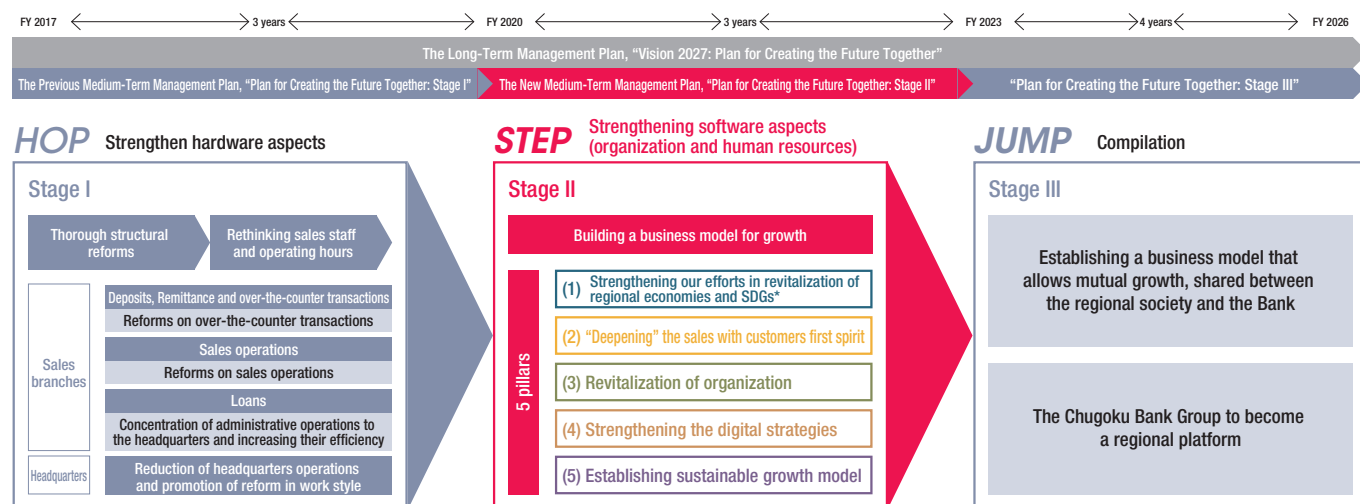 FY 2017
3 years
FY 2020
3 years
FY 2023
4 years
FY 2026
The Long-Term Management Plan, “Vision 2027: Plan for Creating the Future Together”
The Previous Medium-Term Management Plan, “Plan for Creating the Future Together: Stage I”
The New Medium-Term Management Plan, “Plan for Creating the Future Together: Stage II”
“Plan for Creating the Future Together: Stage III”
HOP
Strengthen hardware aspects
Stage I
Thorough structural
reforms
Rethinking sales staff
and operating hours
Sales
branches
Deposits, Remittance and over-the-counter transactions
Reforms on over-the-counter transactions
Sales operations
Reforms on sales operations
Loans
Concentration of administrative operations to
the headquarters and increasing their efficiency
Headquarters
Reduction of headquarters operations
and promotion of reform in work style
STEP
Strengthening software aspects
(organization and human resources)
Stage II
Building a business model for growth
5 pillars
(1) Strengthening our efforts in revitalization of
regional economies and SDGs*
(2) “Deepening” the sales with customers first spirit
(3) Revitalization of organization
(4) Strengthening the digital strategies
(5) Establishing sustainable growth model
JUMP
Compilation
Stage III
Establishing a business model that
allows mutual growth, shared between
the regional society and the Bank
The Chugoku Bank Group to become
a regional platform